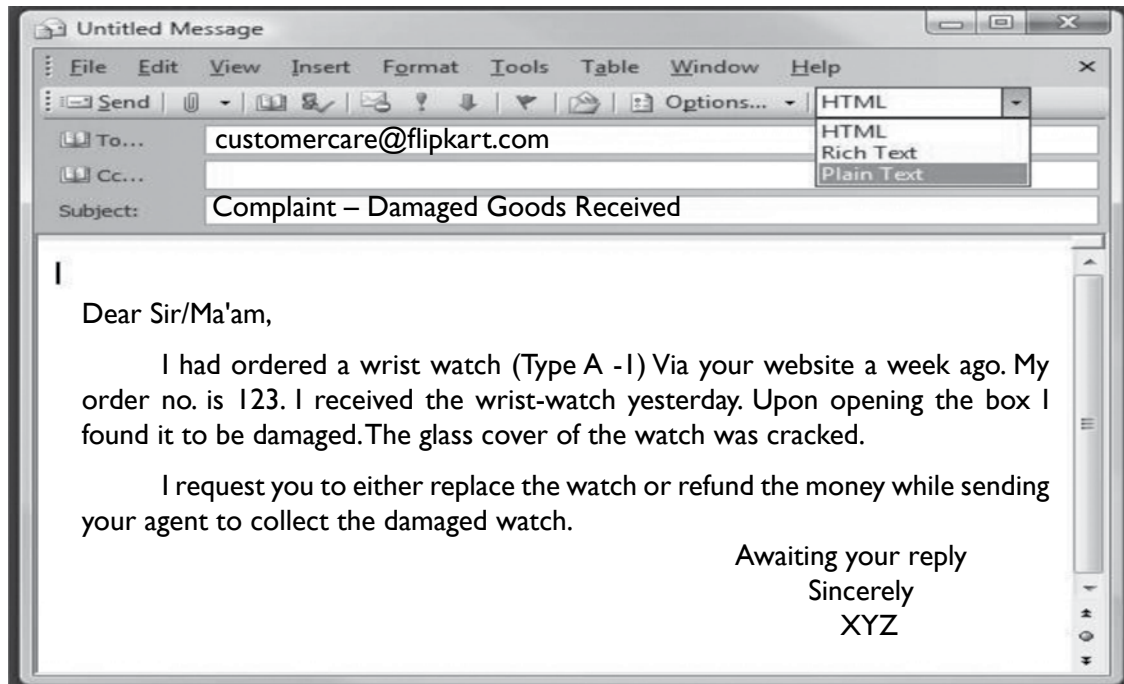 Untitled Message
File Edit View Insert Format Tools Table Window Help
Send Options... HTML
HTML
Rich Text
Plain Text
To... customercare@flipkart.com
Cc...
Subject: Complaint – Damaged Goods Received
Dear Sir/Ma'am,
I had ordered a wrist watch (Type A -1) Via your website a week ago. My
order no. is 123. I received the wrist-watch yesterday. Upon opening the box I
found it to be damaged. The glass cover of the watch was cracked.
I request you to either replace the watch or refund the money while sending
your agent to collect the damaged watch.
Awaiting your reply
Sincerely
XYZ